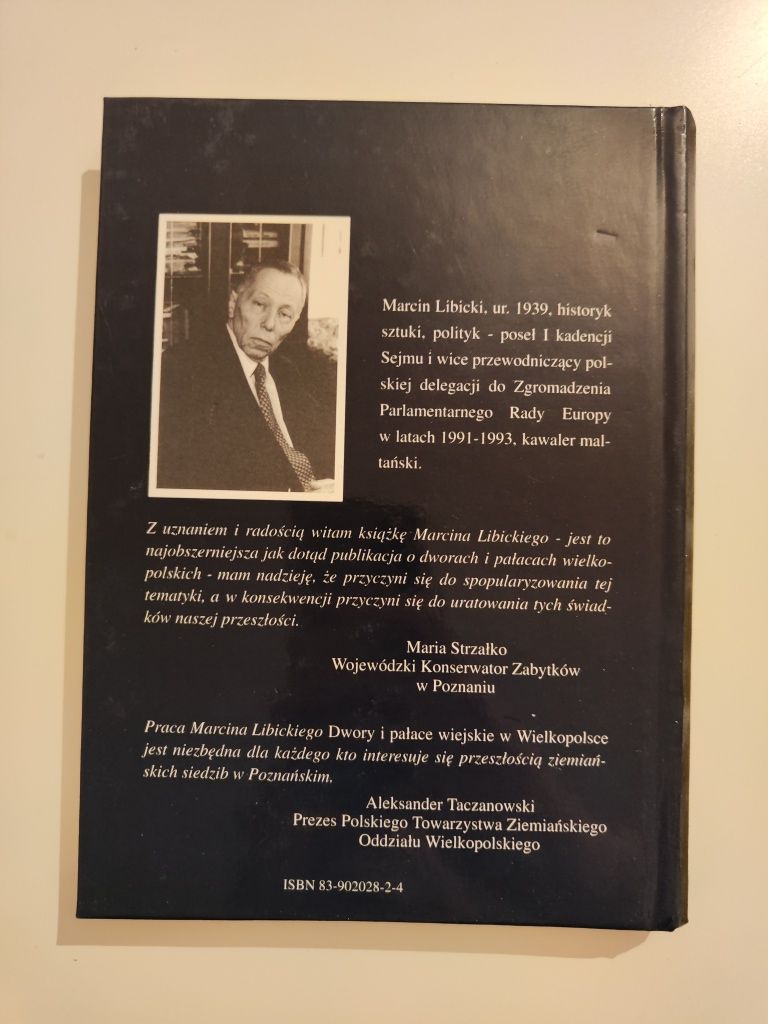 Marcin Libicki, ur. 1939, historyk
sztuki, polityk - poseł I kadencji
Sejmu i wice przewodniczący pol-
skiej delegacji do Zgromadzenia
Parlamentarnego Rady Europy
w latach 1991-1993, kawaler mal-
tański.
Z uznaniem i radością witam książkę Marcina Libickiego - jest to
najobszerniejsza jak dotąd publikacja o dworach i pałacach wielko-
polskich - mam nadzieję, że przyczyni się do spopularyzowania tej
tematyki, a w konsekwencji przyczyni się do uratowania tych świad-
ków naszej przeszłości.
Maria Strzałko
Wojewódzki Konserwator Zabytków
w Poznaniu
Praca Marcina Libickiego Dwory i pałace wiejskie w Wielkopolsce
jest niezbędna dla każdego kto interesuje się przeszłością ziemiań-
skich siedzib w Poznańskim.
Aleksander Taczanowski
Prezes Polskiego Towarzystwa Ziemiańskiego
Oddziału Wielkopolskiego
ISBN 83-902028-2-4